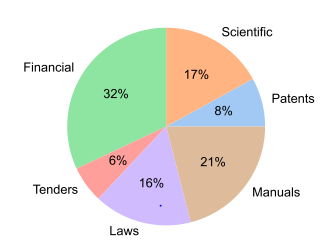 Scientific
17%
Financial
32%
Patents
8%
6%
Tenders
16%
Laws
21%
Manuals